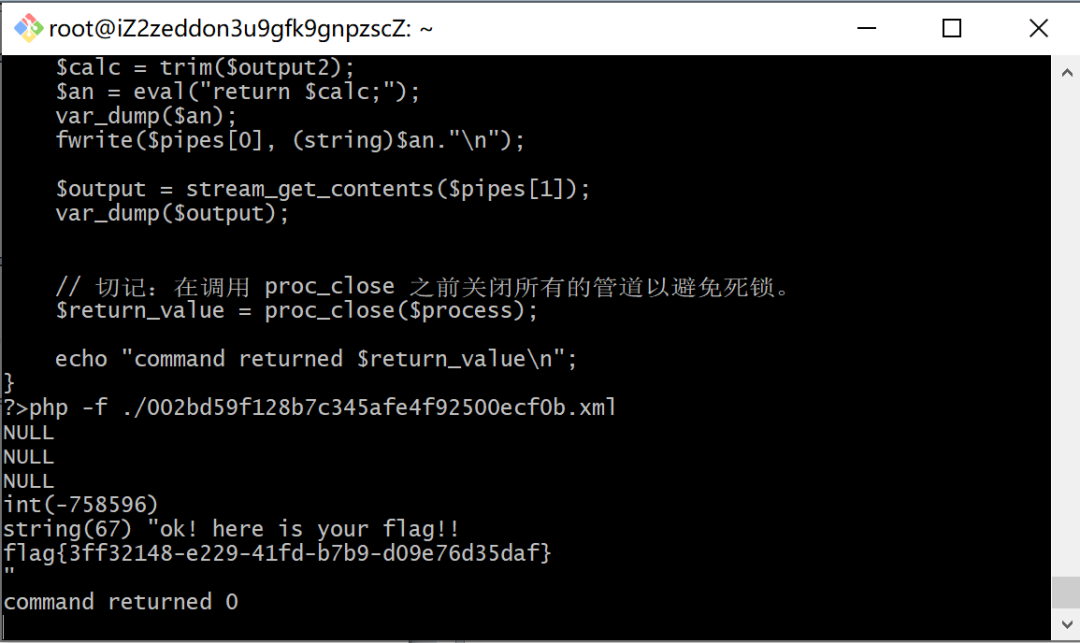 root@iZ2zeddon3u9gfk9gnpzscZ: ~
$calc = trim($output2);
$an = eval("return $calc;");
var_dump($an);
fwrite($pipes[0], (string)$an."\n");
$output = stream_get_contents($pipes[1]);
var_dump($output);
// 切记：在调用 proc_close 之前关闭所有的管道以避免死锁。
$return_value = proc_close($process);
echo "command returned $return_value\n";
}
?>php -f ./002bd59f128b7c345afe4f92500ecf0b.xml
NULL
NULL
NULL
int(-758596)
string(67) "ok! here is your flag!!
flag{3ff32148-e229-41fd-b7b9-d09e76d35daf}
"
command returned 0